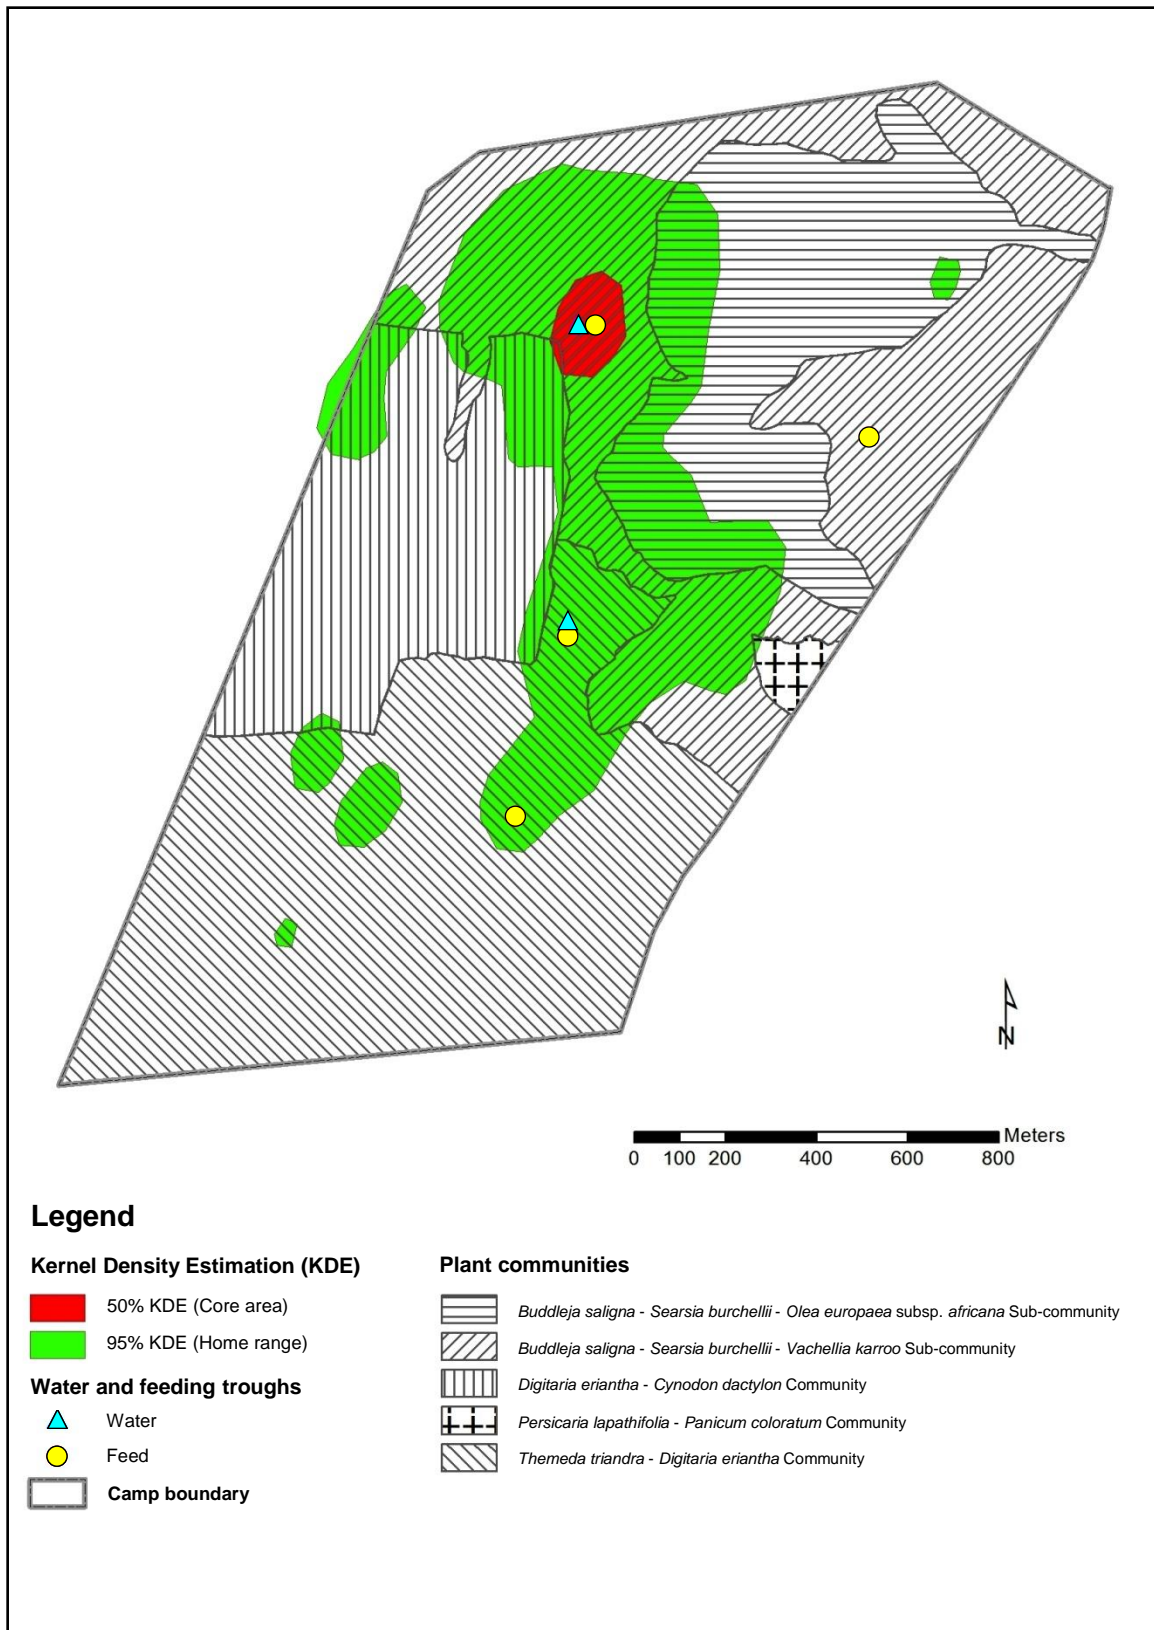 N
Meters
0 100 200 400 600 800
Legend
Kernel Density Estimation (KDE)
50% KDE (Core area)
95% KDE (Home range)
Water and feeding troughs
Water
Feed
Camp boundary
Plant communities
Buddleja saligna - Searsia burchellii - Olea europaea subsp. africana Sub-community
Buddleja saligna - Searsia burchellii - Vachellia karroo Sub-community
Digitaria eriantha - Cynodon dactylon Community
Persicaria lapathifolia - Panicum coloratum Community
Themeda triandra - Digitaria eriantha Community